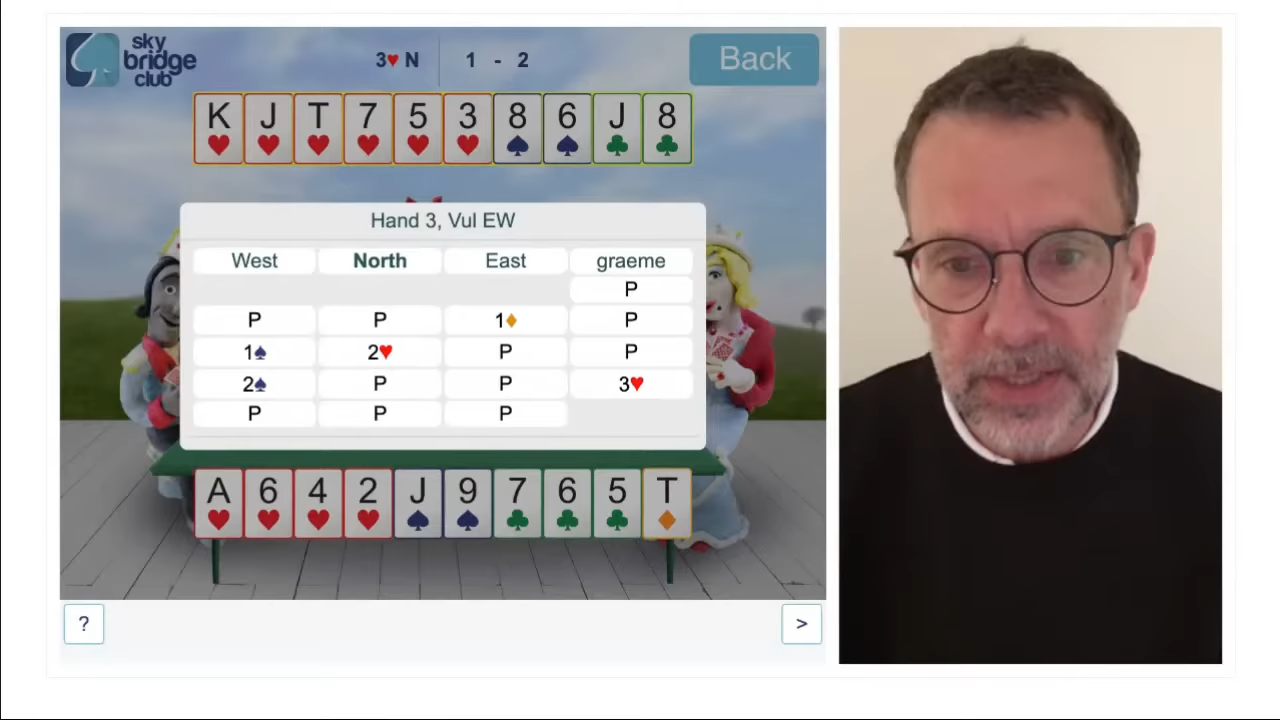 sky
bridge
club
3♥ N 1 - 2
Back
K J T 7 5 3 8 6 J 8
♥ ♥ ♥ ♥ ♥ ♥ ♠ ♠ ♣ ♣
Hand 3, Vul EW
West North East graeme
P
P P 1♦ P
1♠ 2♥ P P
2♠ P P 3♥
P P P
A 6 4 2 J 9 7 6 5 T
♥ ♥ ♥ ♥ ♠ ♠ ♣ ♣ ♣ ♦
? >